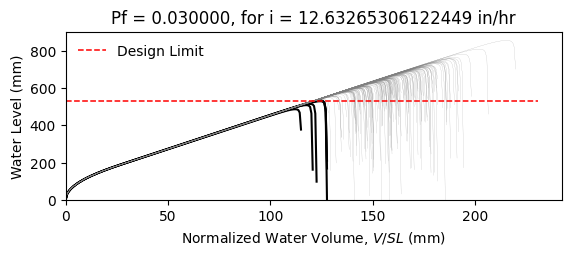 Pf = 0.030000, for i = 12.63265306122449 in/hr
Water Level (mm)
800
600
400
200
0
Design Limit
0
50
100
150
200
Normalized Water Volume, V/SL (mm)